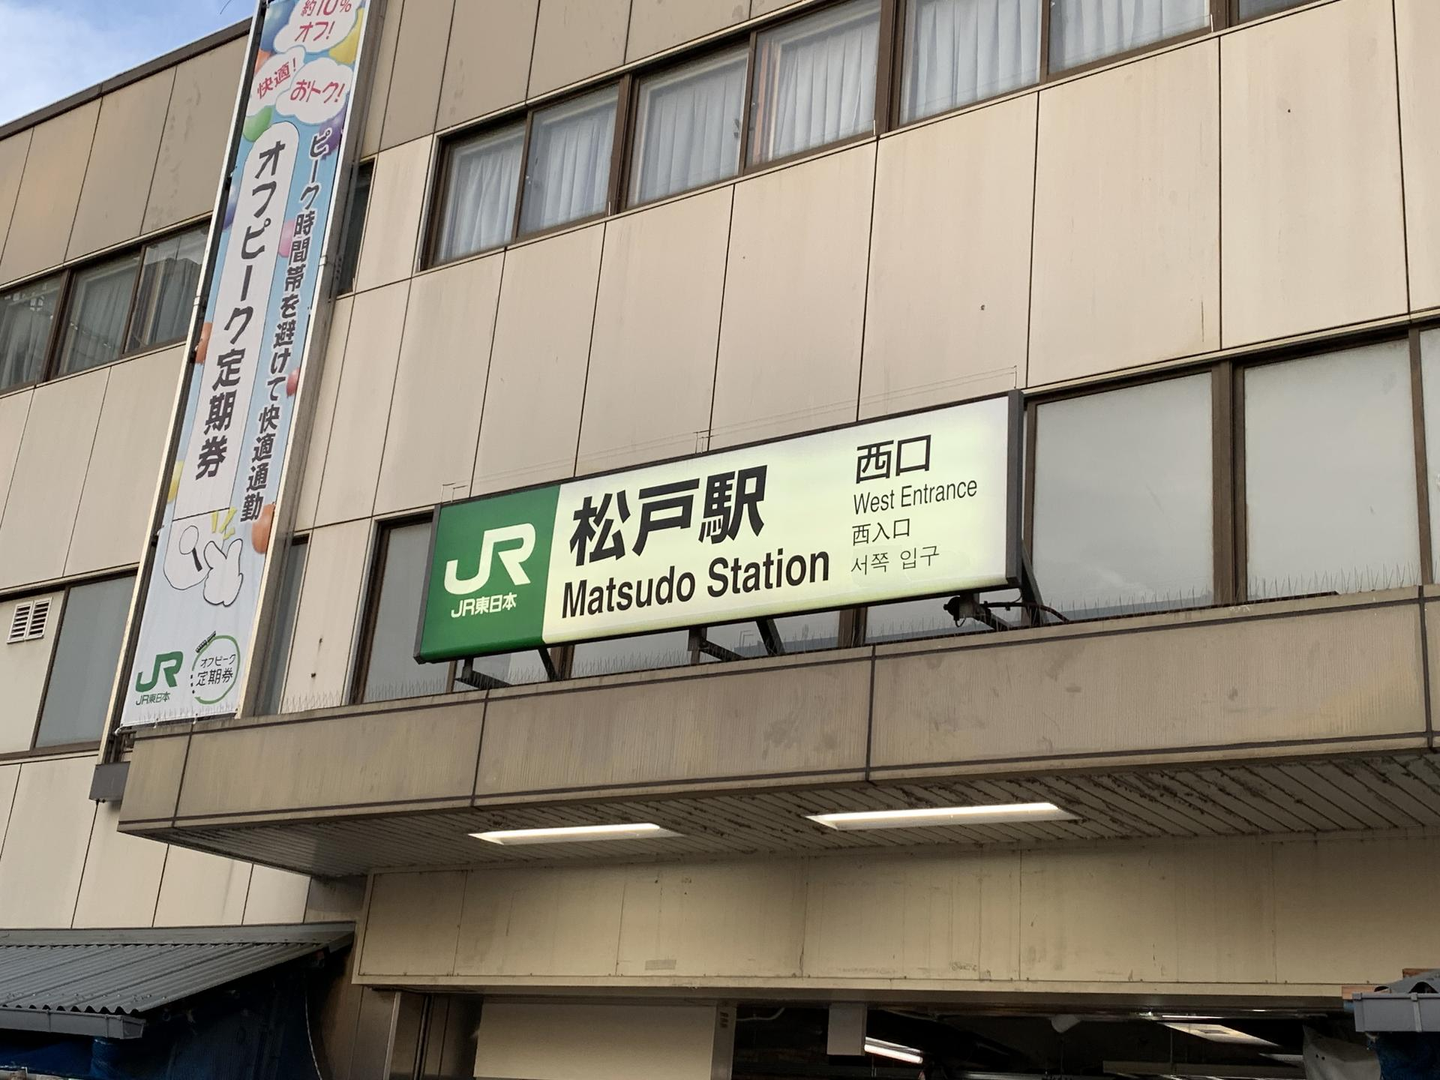 約10%
オフ!
快適!
おトク!
ピーク時間帯を避けて快適通勤
オフピーク定期券
JR
JR東日本
オフピーク
定期券
JR
JR東日本
松戸駅
Matsudo Station
西口
West Entrance
西入口
서쪽 입구